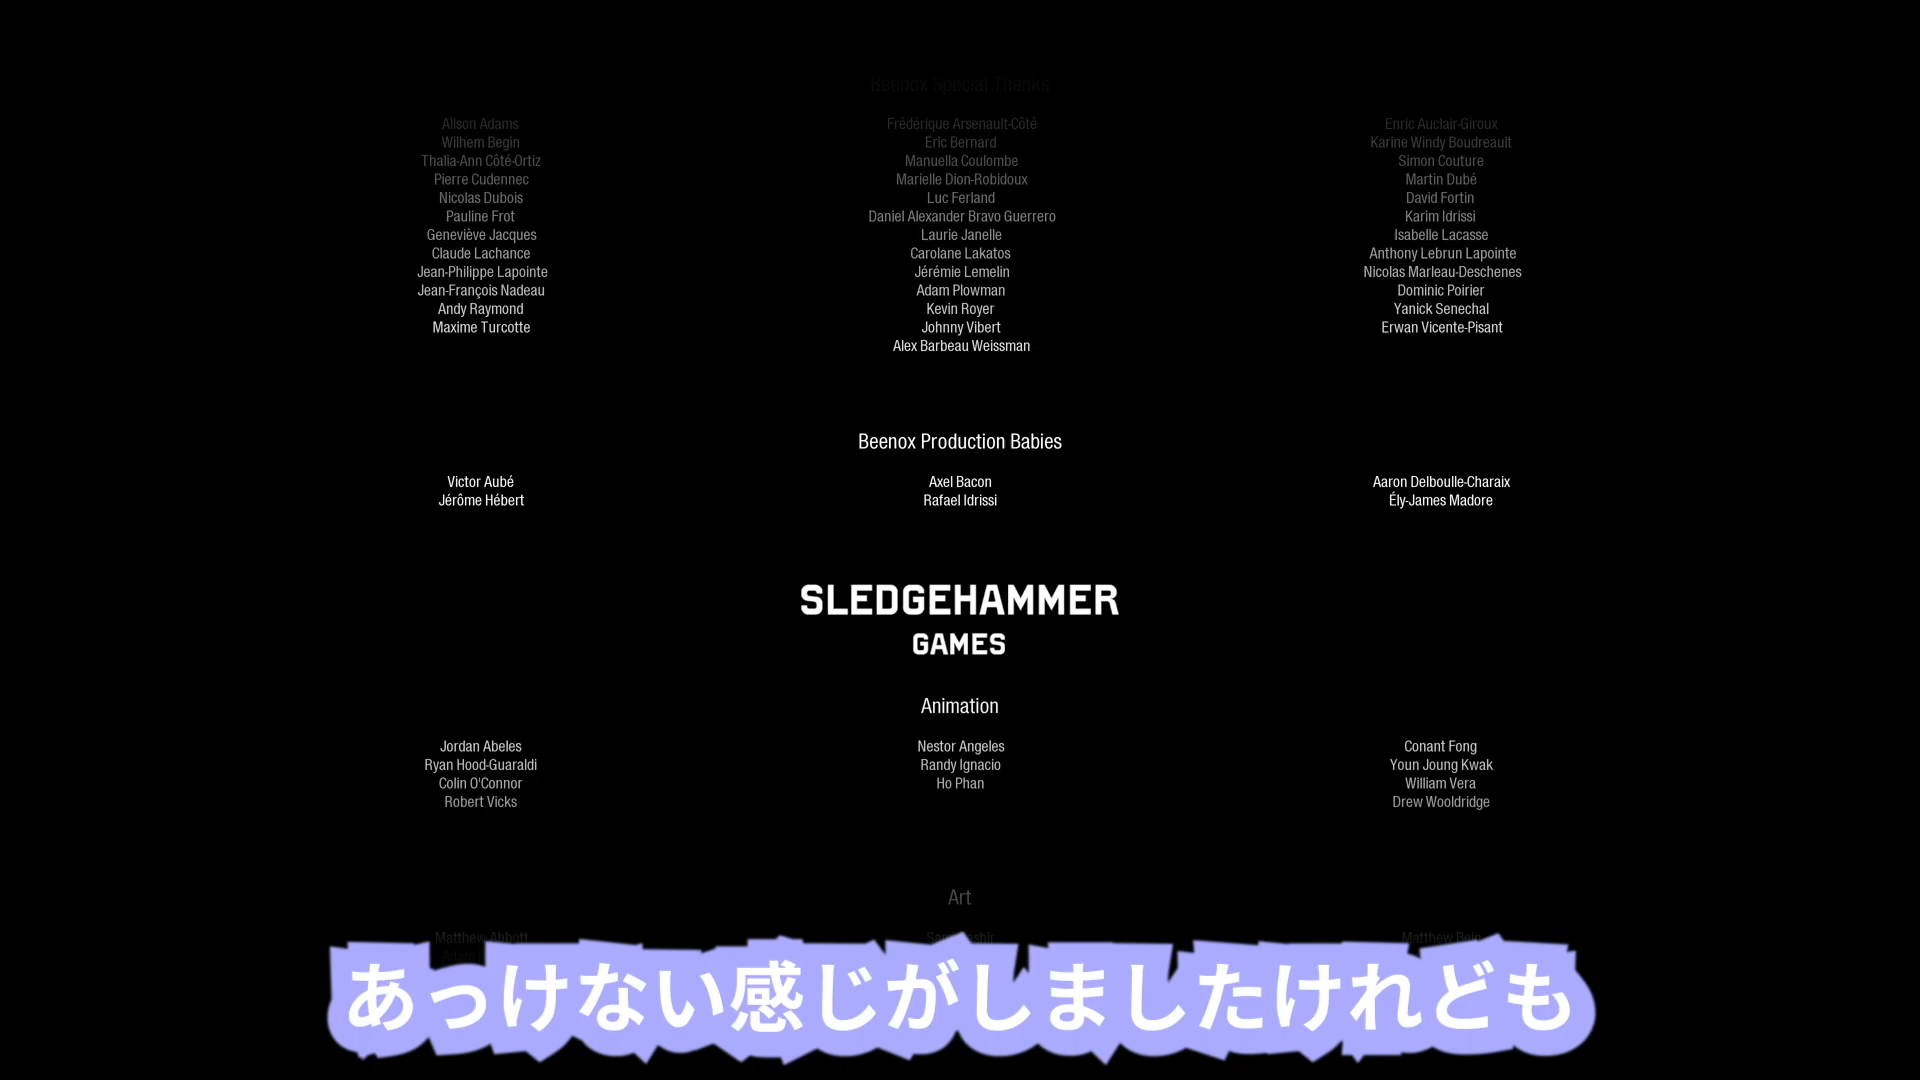 Beenox Special Thanks
Alison Adams Frédérique Arsenault-Côté Enric Auclair-Giroux
Wilhem Begin Eric Bernard Karine Windy Boudreault
Thalia-Ann Côté-Ortiz Manuella Coulombe Simon Couture
Pierre Cudennec Marielle Dion-Robidoux Martin Dubé
Nicolas Dubois Luc Ferland David Fortin
Pauline Frot Daniel Alexander Bravo Guerrero Karim Idrissi
Geneviève Jacques Laurie Janelle Isabelle Lacasse
Claude Lachance Carolane Lakatos Anthony Lebrun Lapointe
Jean-Philippe Lapointe Jérémie Lemelin Nicolas Marleau-Deschenes
Jean-François Nadeau Adam Plowman Dominic Poirier
Andy Raymond Kevin Royer Yanick Senechal
Maxime Turcotte Johnny Vibert Erwan Vicente-Pisant
Alex Barbeau Weissman
Beenox Production Babies
Victor Aubé Axel Bacon Aaron Delboulle-Charaix
Jérôme Hébert Rafael Idrissi Ély-James Madore
SLEDGEHAMMER
GAMES
Animation
Jordan Abeles Nestor Angeles Conant Fong
Ryan Hood-Guaraldi Randy Ignacio Youn Joung Kwak
Colin O'Connor Ho Phan William Vera
Robert Vicks Drew Wooldridge
Art
Matthew Abbott Matthew
あっけない感じがしましたけれども